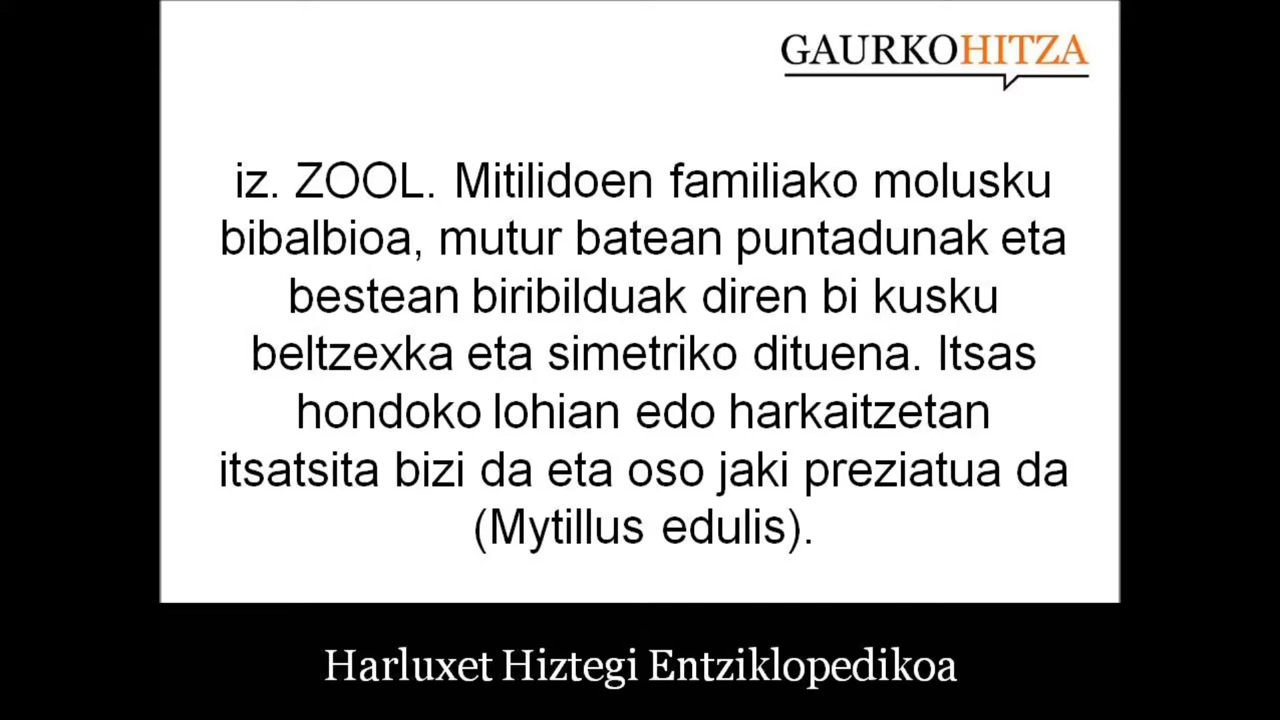 GAURKOHITZA
iz. ZOOL. Mitilidoen familiako molusku
bibalbioa, mutur batean puntadunak eta
bestean biribilduak diren bi kusku
beltzexka eta simetriko dituena. Itsas
hondoko lohian edo harkaitzetan
itsatsita bizi da eta oso jaki preziatua da
(Mytillus edulis).
Harluxet Hiztegi Entziklopedikoa